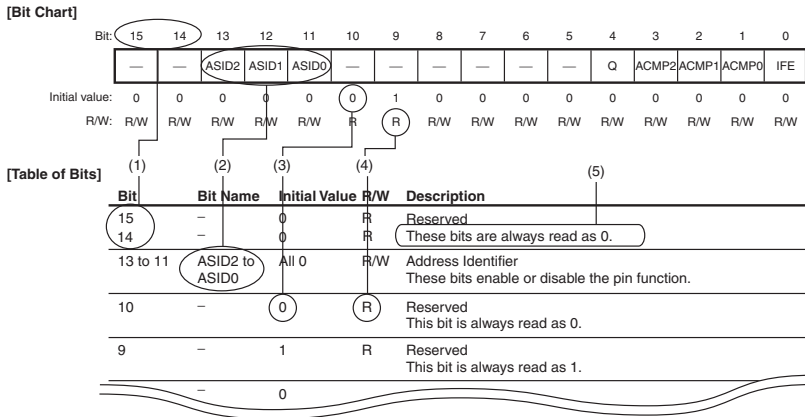 [Bit Chart]
Bit: 15 14 13 12 11 10 9 8 7 6 5 4 3 2 1 0
— — ASID2 ASID1 ASID0 — — — — — — Q ACMP2 ACMP1 ACMP0 IFE
Initial value: 0 0 0 0 0 0 1 0 0 0 0 0 0 0 0 0
R/W: R/W R/W R/W R/W R/W R R R/W R/W R/W R/W R/W R/W R/W R/W R/W
(1) (2) (3) (4) (5)
[Table of Bits]
Bit Bit Name Initial Value R/W Description
15 – 0 R Reserved
14 – 0 R These bits are always read as 0.
13 to 11 ASID2 to All 0 R/W Address Identifier
ASID0 These bits enable or disable the pin function.
10 – 0 R Reserved
This bit is always read as 0.
9 – 1 R Reserved
This bit is always read as 1.
– 0